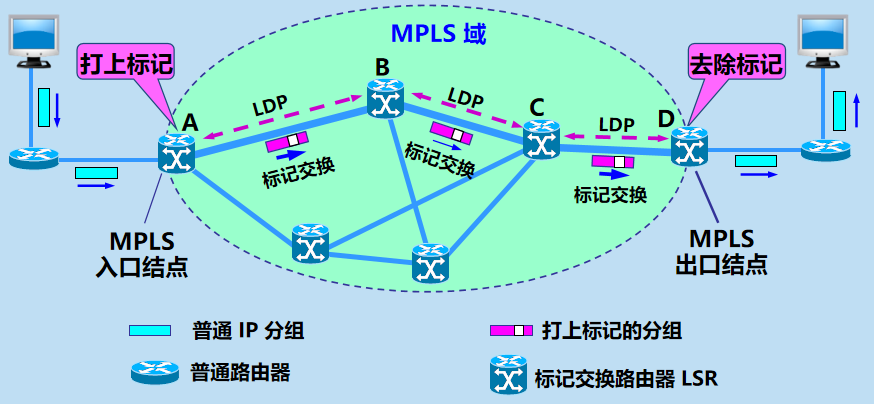 MPLS 域
打上标记
去除标记
A
B
C
D
LDP
LDP
LDP
标记交换
标记交换
标记交换
MPLS
入口结点
MPLS
出口结点
普通 IP 分组
打上标记的分组
普通路由器
标记交换路由器 LSR